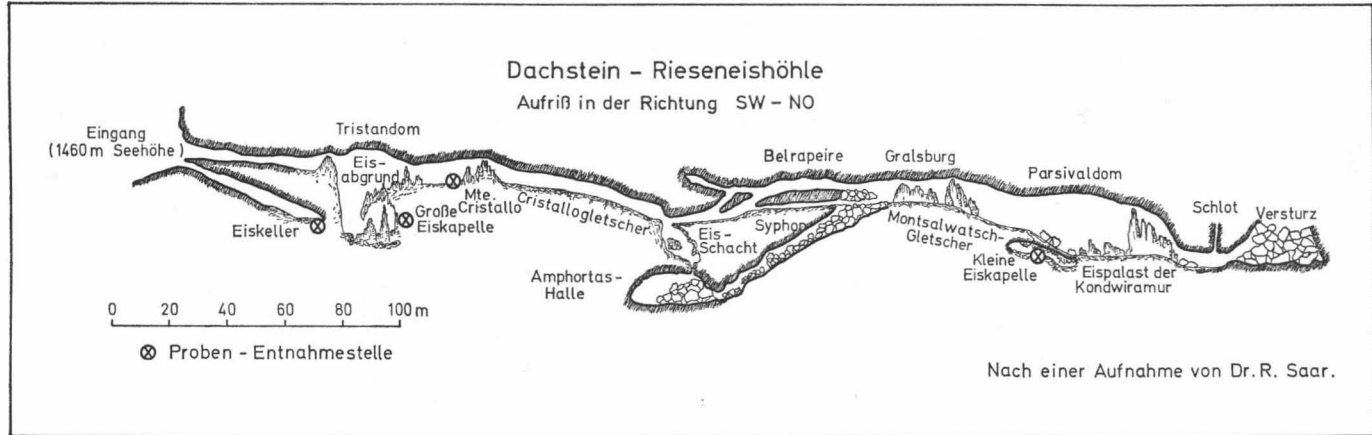 Dachstein - Rieseneishöhle
Aufriß in der Richtung SW - NO
Eingang
(1460 m Seehöhe)
Tristandom
Eis-
abgrund
Mte.
Cristallo
Große
Eiskapelle
Eiskeller
Cristallogletscher
Belrapeire
Gralsburg
Parsivaldom
Schlot
Versturz
Eis-
Schacht
Syphon
Montsalwatsch-
Gletscher
Kleine
Eiskapelle
Eispalast der
Kondwiramur
Amphortas-
Halle
0 20 40 60 80 100 m
Proben - Entnahmestelle
Nach einer Aufnahme von Dr. R. Saar.